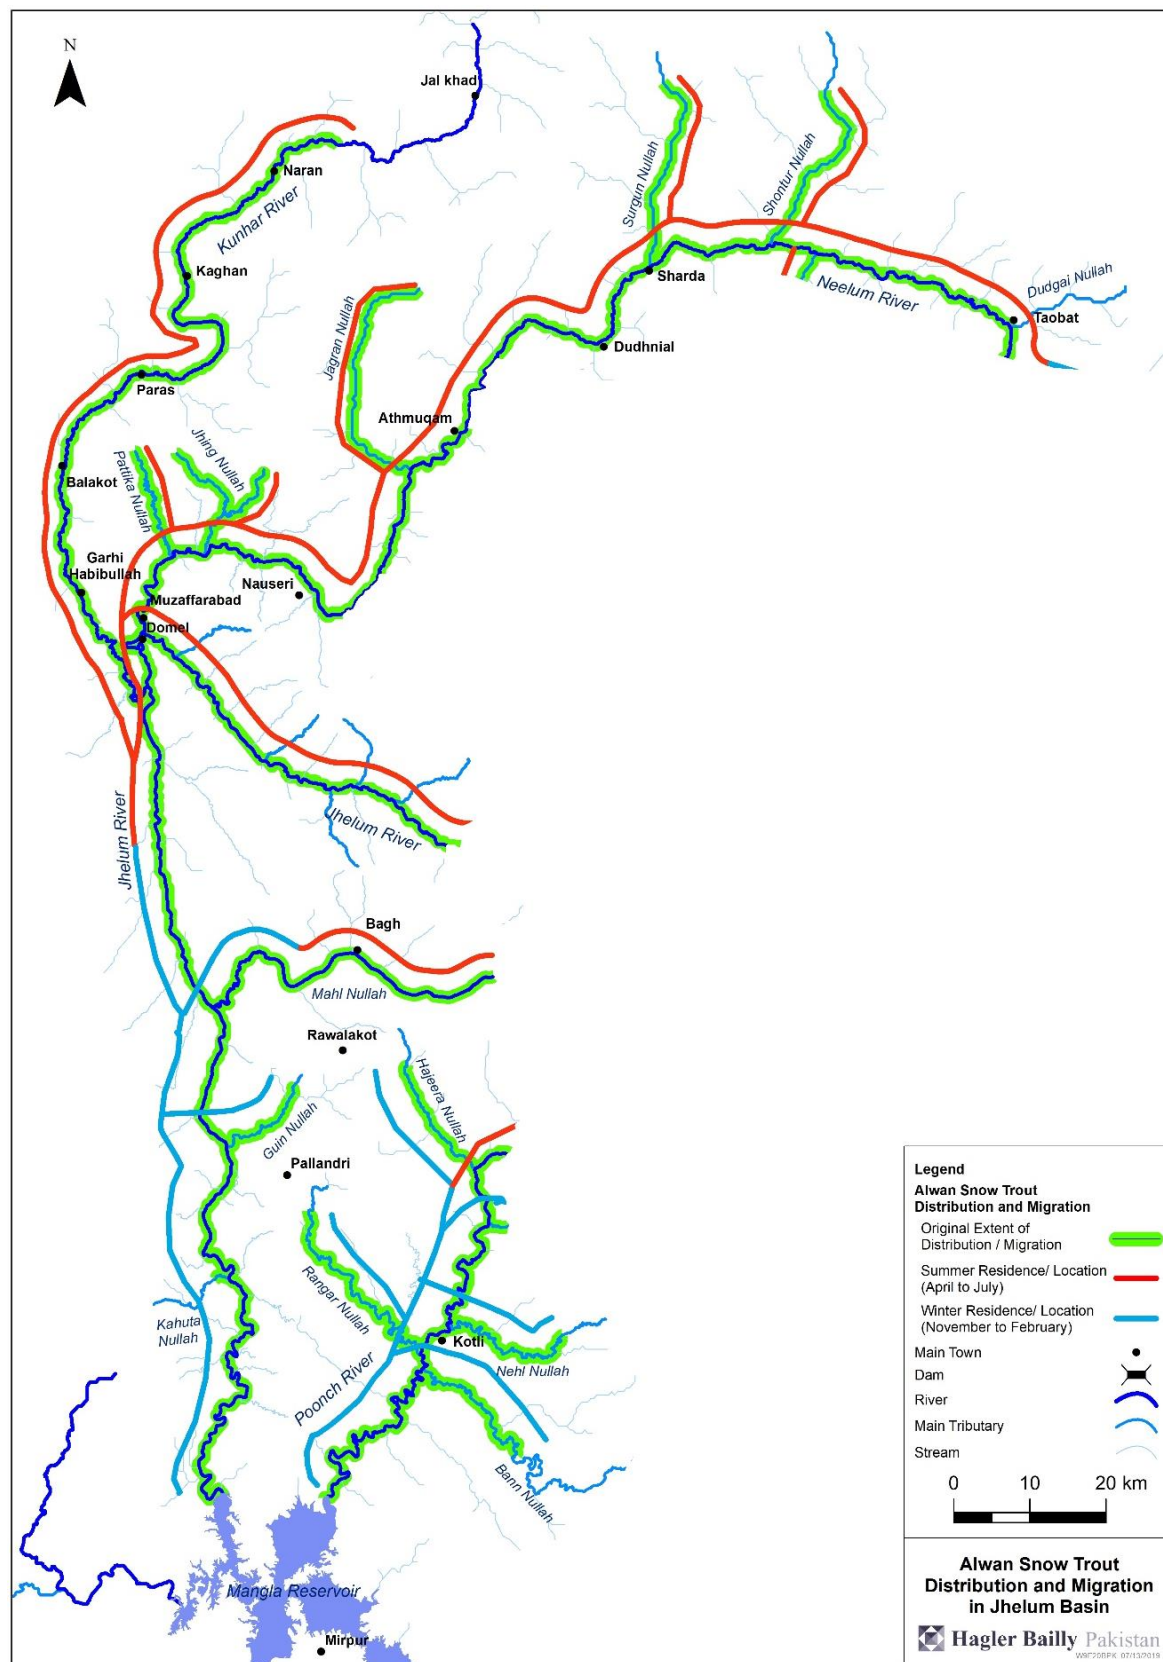 N
Jal khad
Naran
Kunhar River
Kaghan
Surgun Nullah
Shontur Nullah
Sharda
Neelum River
Dudgai Nullah
Taobat
Jagran Nullah
Dudhnial
Paras
Athmuqam
Jhing Nullah
Pattika Nullah
Balakot
Garhi
Habibullah
Nauseri
Muzaffarabad
Domel
Jhelum River
Jhelum River
Bagh
Mahl Nullah
Rawalakot
Hajeera Nullah
Guin Nullah
Pallandri
Rangar Nullah
Kahuta
Nullah
Kotli
Nehl Nullah
Poonch River
Bann Nullah
Mangla Reservoir
Mirpur
Legend
Alwan Snow Trout
Distribution and Migration
Original Extent of
Distribution / Migration
Summer Residence/ Location
(April to July)
Winter Residence/ Location
(November to February)
Main Town
Dam
River
Main Tributary
Stream
0 10 20 km
Alwan Snow Trout
Distribution and Migration
in Jhelum Basin
Hagler Bailly Pakistan